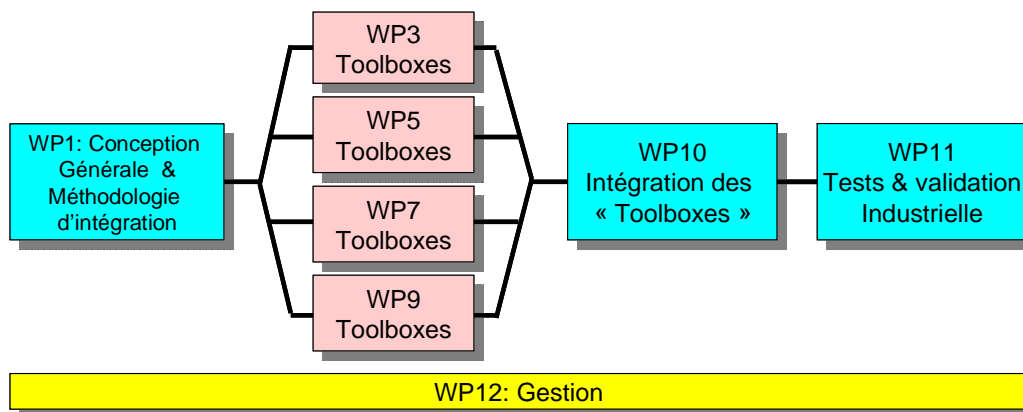 WP1: Conception
Générale & 
Méthodologie
d'intégration
WP3
Toolboxes
WP5
Toolboxes
WP7
Toolboxes
WP9
Toolboxes
WP10
Intégration des
« Toolboxes »
WP11
Tests & validation
Industrielle
WP12: Gestion